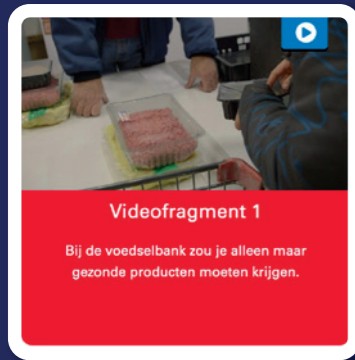 Videofragment 1
Bij de voedselbank zou je alleen maar
gezonde producten moeten krijgen.